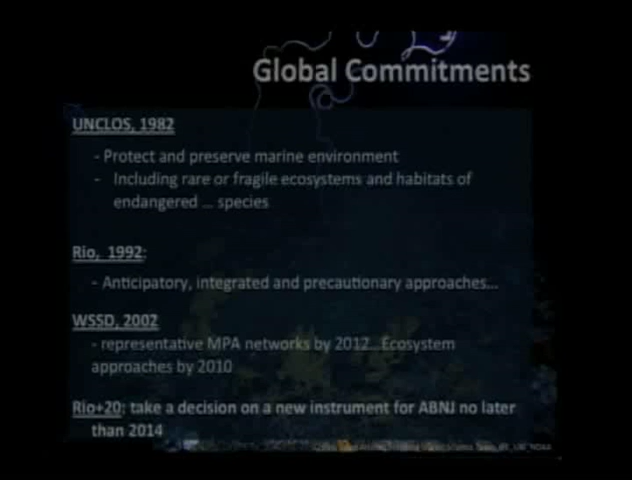 Global Commitments
UNCLOS, 1982
- Protect and preserve marine environment
- Including rare or fragile ecosystems and habitats of
endangered ... species
Rio, 1992:
- Anticipatory, integrated and precautionary approaches...
WSSD, 2002
- representative MPA networks by 2012...Ecosystem
approaches by 2010
Rio+20: take a decision on a new instrument for ABNJ no later
than 2014